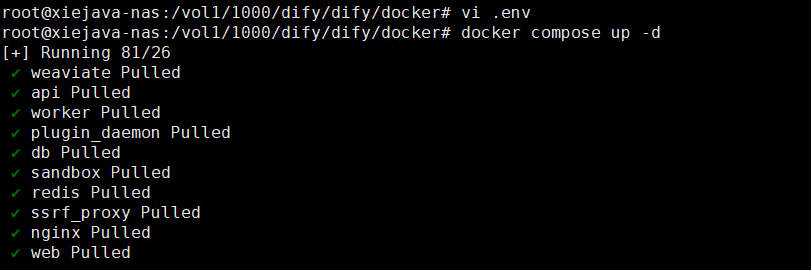 root@xiejava-nas:/vol1/1000/dify/dify/docker# vi .env
root@xiejava-nas:/vol1/1000/dify/dify/docker# docker compose up -d
[+] Running 81/26
✔ weaviate Pulled
✔ api Pulled
✔ worker Pulled
✔ plugin_daemon Pulled
✔ db Pulled
✔ sandbox Pulled
✔ redis Pulled
✔ ssrf_proxy Pulled
✔ nginx Pulled
✔ web Pulled